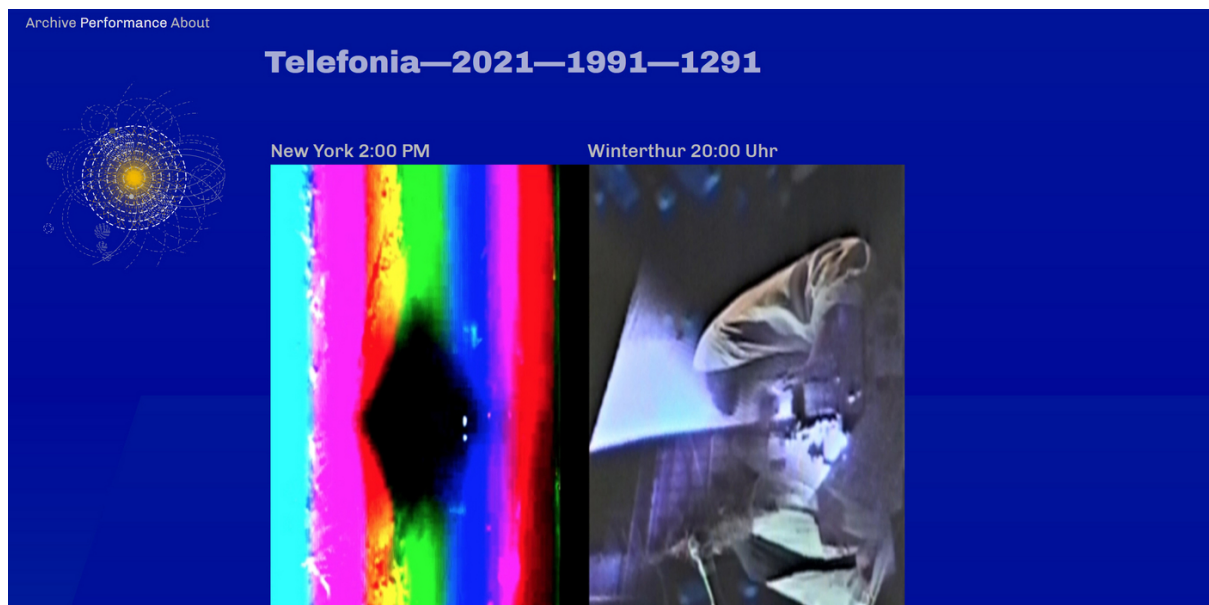 Archive Performance About
Telefonia—2021—1991—1291
New York 2:00 PM
Winterthur 20:00 Uhr